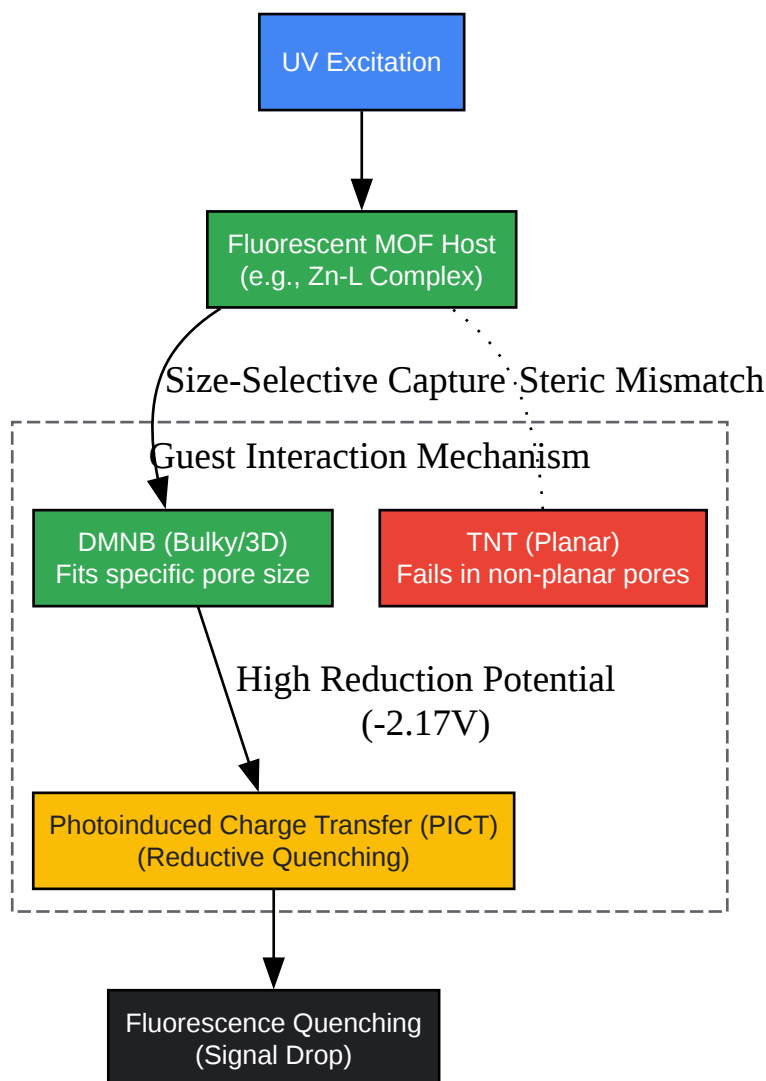 UV Excitation
Fluorescent MOF Host
(e.g., Zn-L Complex)
Size-Selective Capture
Steric Mismatch
Guest Interaction Mechanism
DMNB (Bulky/3D)
Fits specific pore size
TNT (Planar)
Fails in non-planar pores
High Reduction Potential
(-2.17V)
Photoinduced Charge Transfer (PICT)
(Reductive Quenching)
Fluorescence Quenching
(Signal Drop)